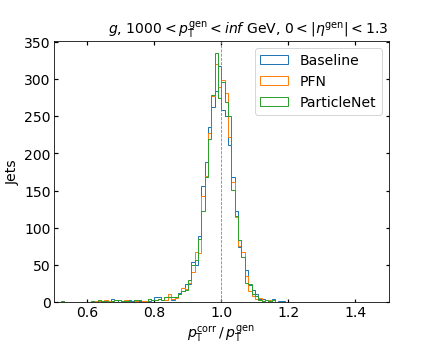 g, 1000 < p_T^gen < inf GeV, 0 < |η^gen| < 1.3
Baseline
PFN
ParticleNet
Jets
350
300
250
200
150
100
50
0
0.6 0.8 1.0 1.2 1.4
p_T^corr / p_T^gen